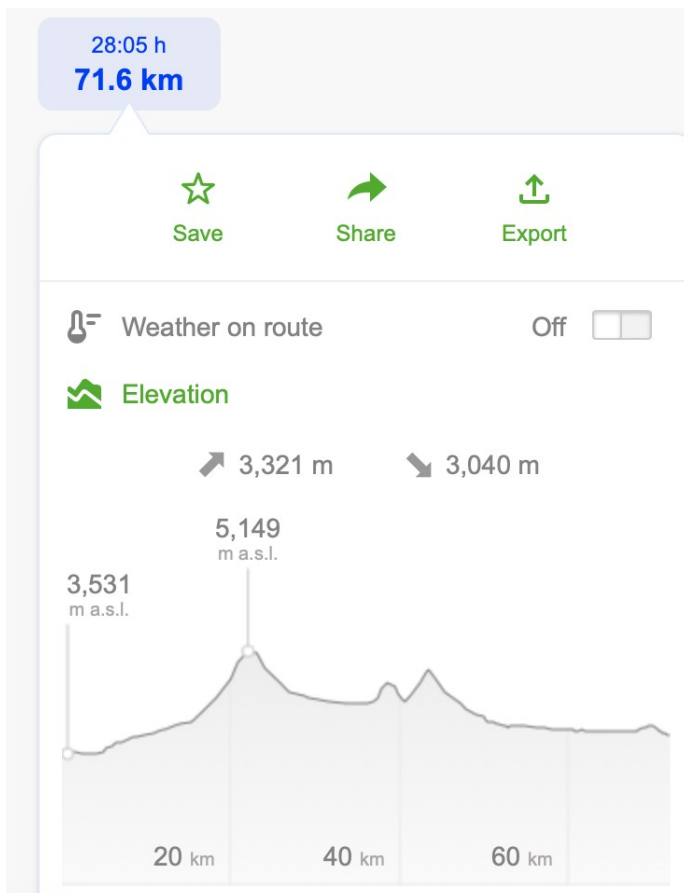 28:05 h
71.6 km
Save Share Export
Weather on route Off
Elevation
3,321 m 3,040 m
5,149
m a.s.l.
3,531
m a.s.l.
20 km 40 km 60 km